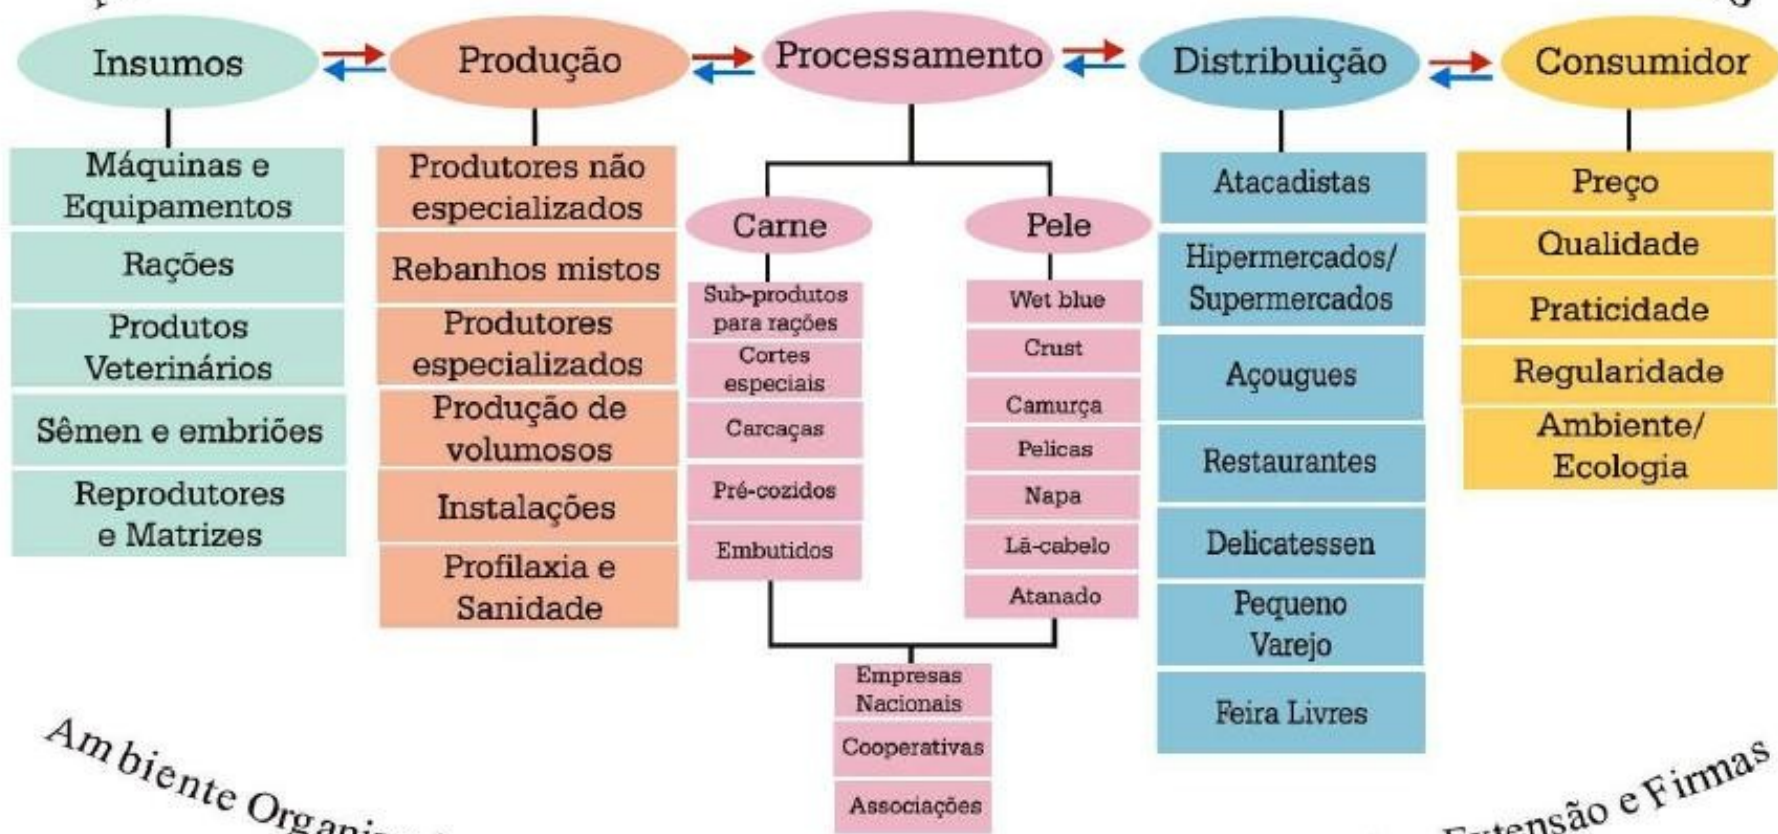 Insumos
Produção
Processamento
Distribuição
Consumidor
Máquinas e
Equipamentos
Rações
Produtos
Veterinários
Sêmen e embriões
Reprodutores
e Matrizes
Produtores não
especializados
Rebanhos mistos
Produtores
especializados
Produção de
volumosos
Instalações
Profilaxia e
Sanidade
Carne
Sub-produtos
para rações
Cortes
especiais
Carcaças
Pré-cozidos
Embutidos
Pele
Wet blue
Crust
Camurça
Pelicas
Napa
Lã-cabelo
Atanado
Empresas
Nacionais
Cooperativas
Associações
Atacadistas
Hipermercados/
Supermercados
Açougues
Restaurantes
Delicatessen
Pequeno
Varejo
Feira Livres
Preço
Qualidade
Praticidade
Regularidade
Ambiente/
Ecologia
Ambiente
Extensão e Firmas